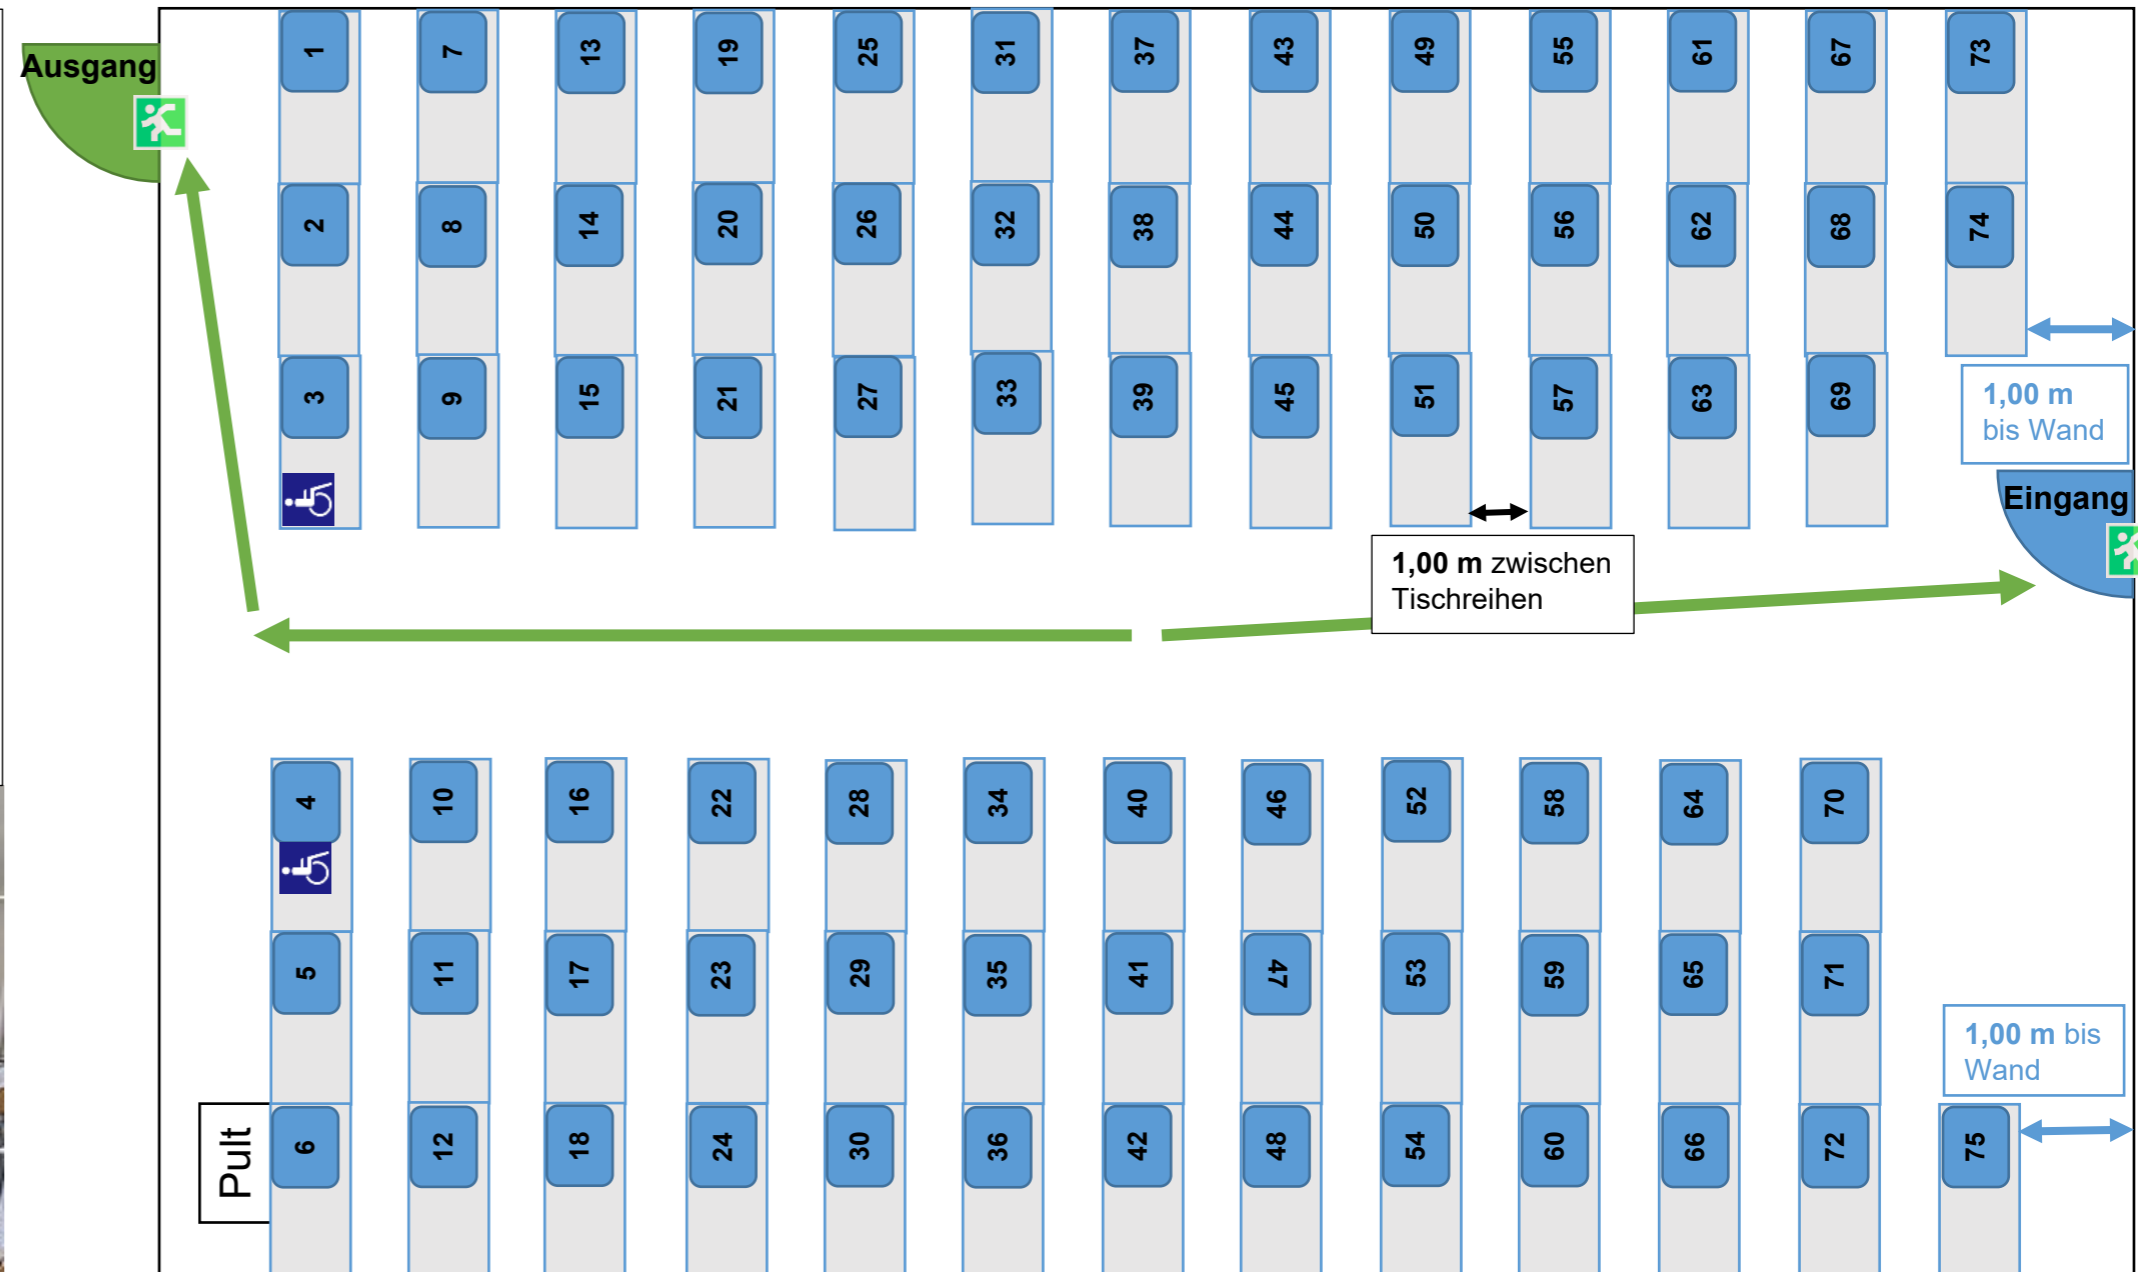 Ausgang
1 7 13 19 25 31 37 43 49 55 61 67 73
2 8 14 20 26 32 38 44 50 56 62 68 74
3 9 15 21 27 33 39 45 51 57 63 69
1,00 m
bis Wand
Eingang
1,00 m zwischen
Tischreihen
4 10 16 22 28 34 40 46 52 58 64 70
5 11 17 23 29 35 41 47 53 59 65 71
1,00 m bis
Wand
Pult
6 12 18 24 30 36 42 48 54 60 66 72 75